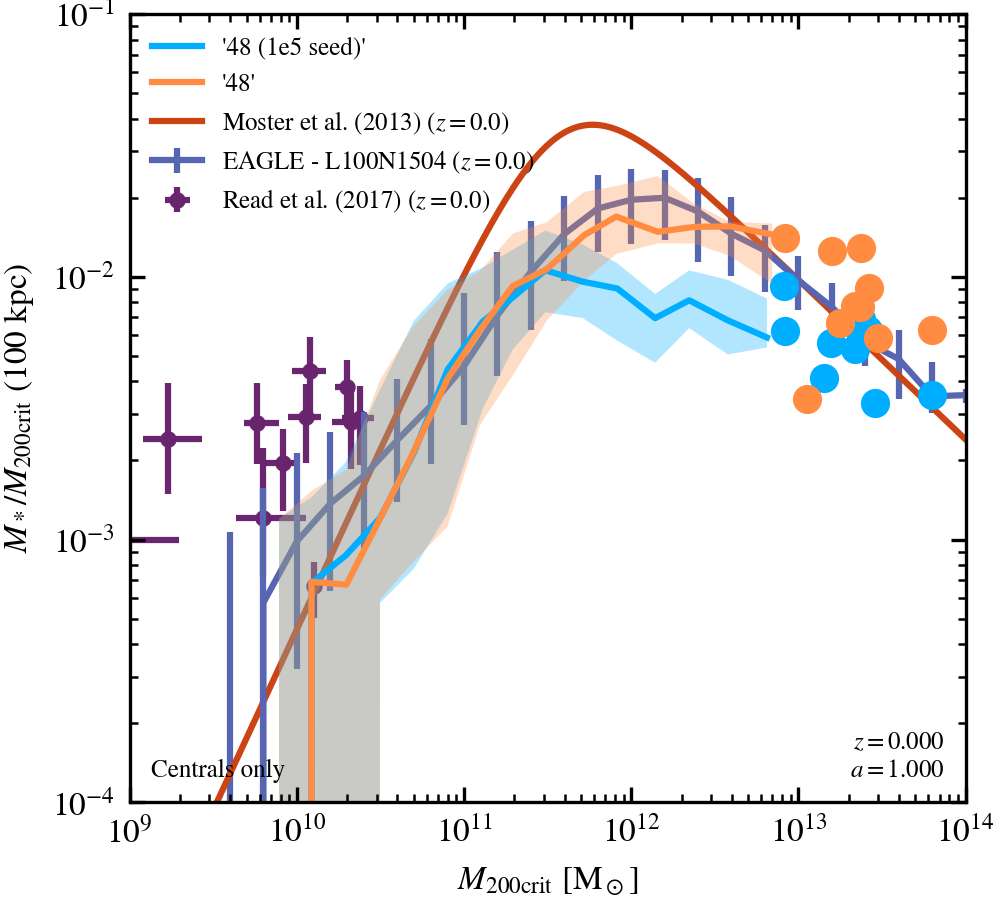 10⁻¹
'48 (1e5 seed)'
'48'
Moster et al. (2013) (z = 0.0)
EAGLE - L100N1504 (z = 0.0)
Read et al. (2017) (z = 0.0)
10⁻²
10⁻³
10⁻⁴
M*/M200crit (100 kpc)
z = 0.000
Centrals only
a = 1.000
10⁹ 10¹⁰ 10¹¹ 10¹² 10¹³ 10¹⁴
M200crit [M⊙]